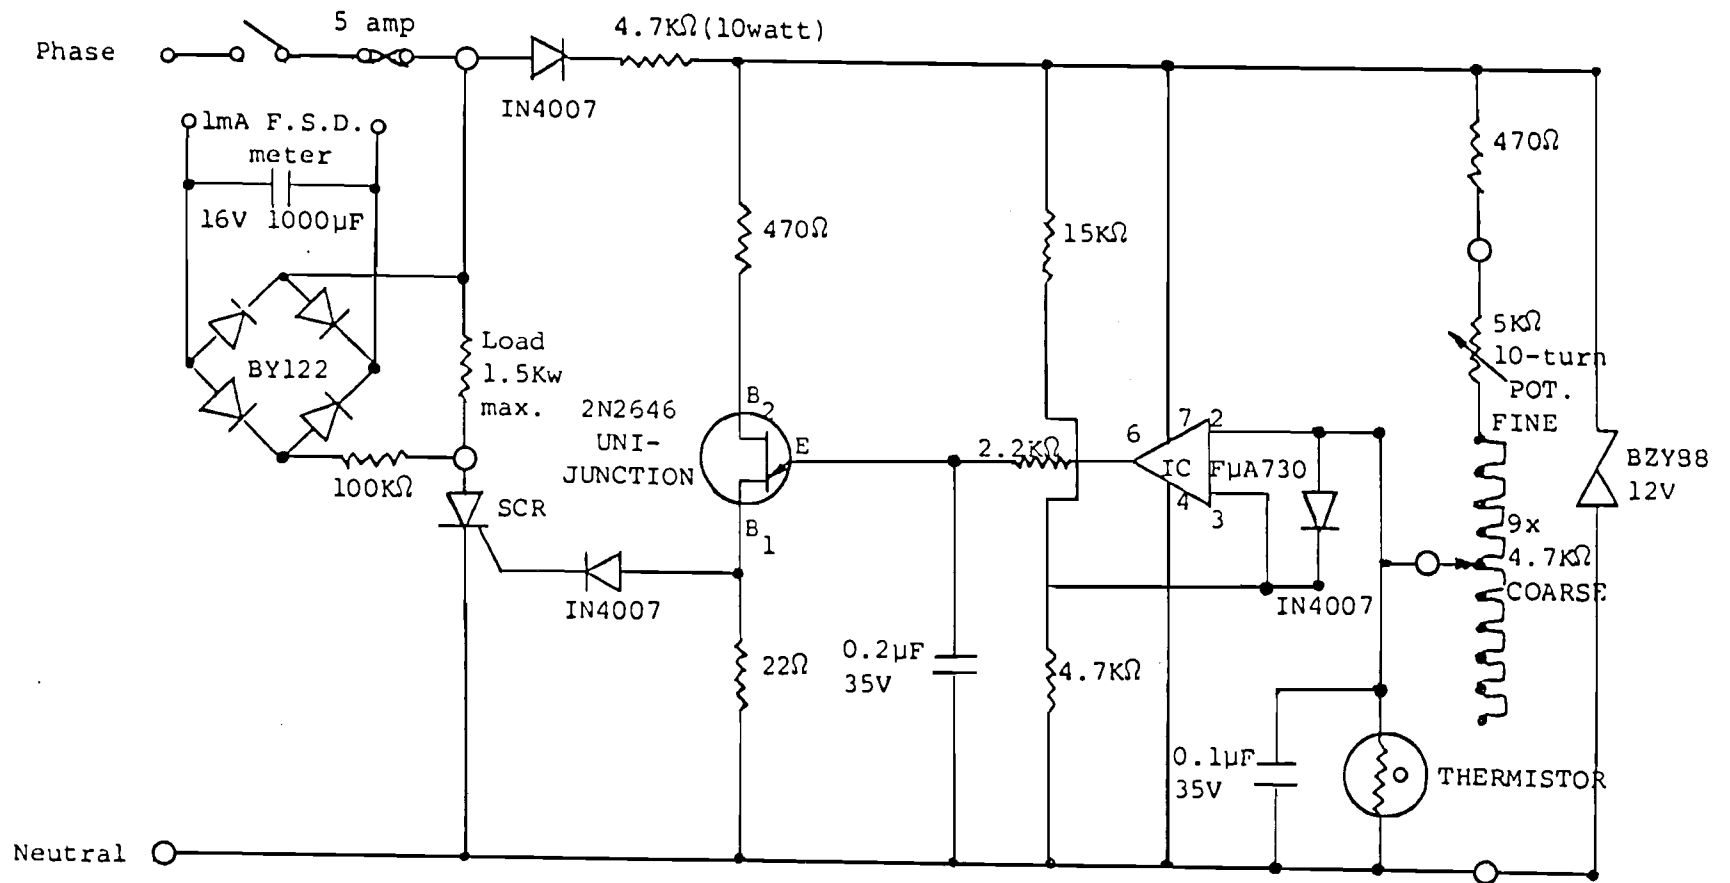 5 amp
4.7KΩ(10watt)
Phase
IN4007
1mA F.S.D.
meter
16V 1000µF
470Ω
15KΩ
470Ω
BY122
Load
1.5Kw
max.
5KΩ
10-turn
POT.
FINE
2N2646
UNI-
JUNCTION
B2
E
B1
2.2KΩ
6
7
2
IC FµA730
4
3
BZY88
12V
100KΩ
SCR
9x
4.7KΩ
COARSE
IN4007
IN4007
22Ω
0.2µF
35V
4.7KΩ
0.1µF
35V
THERMISTOR
Neutral